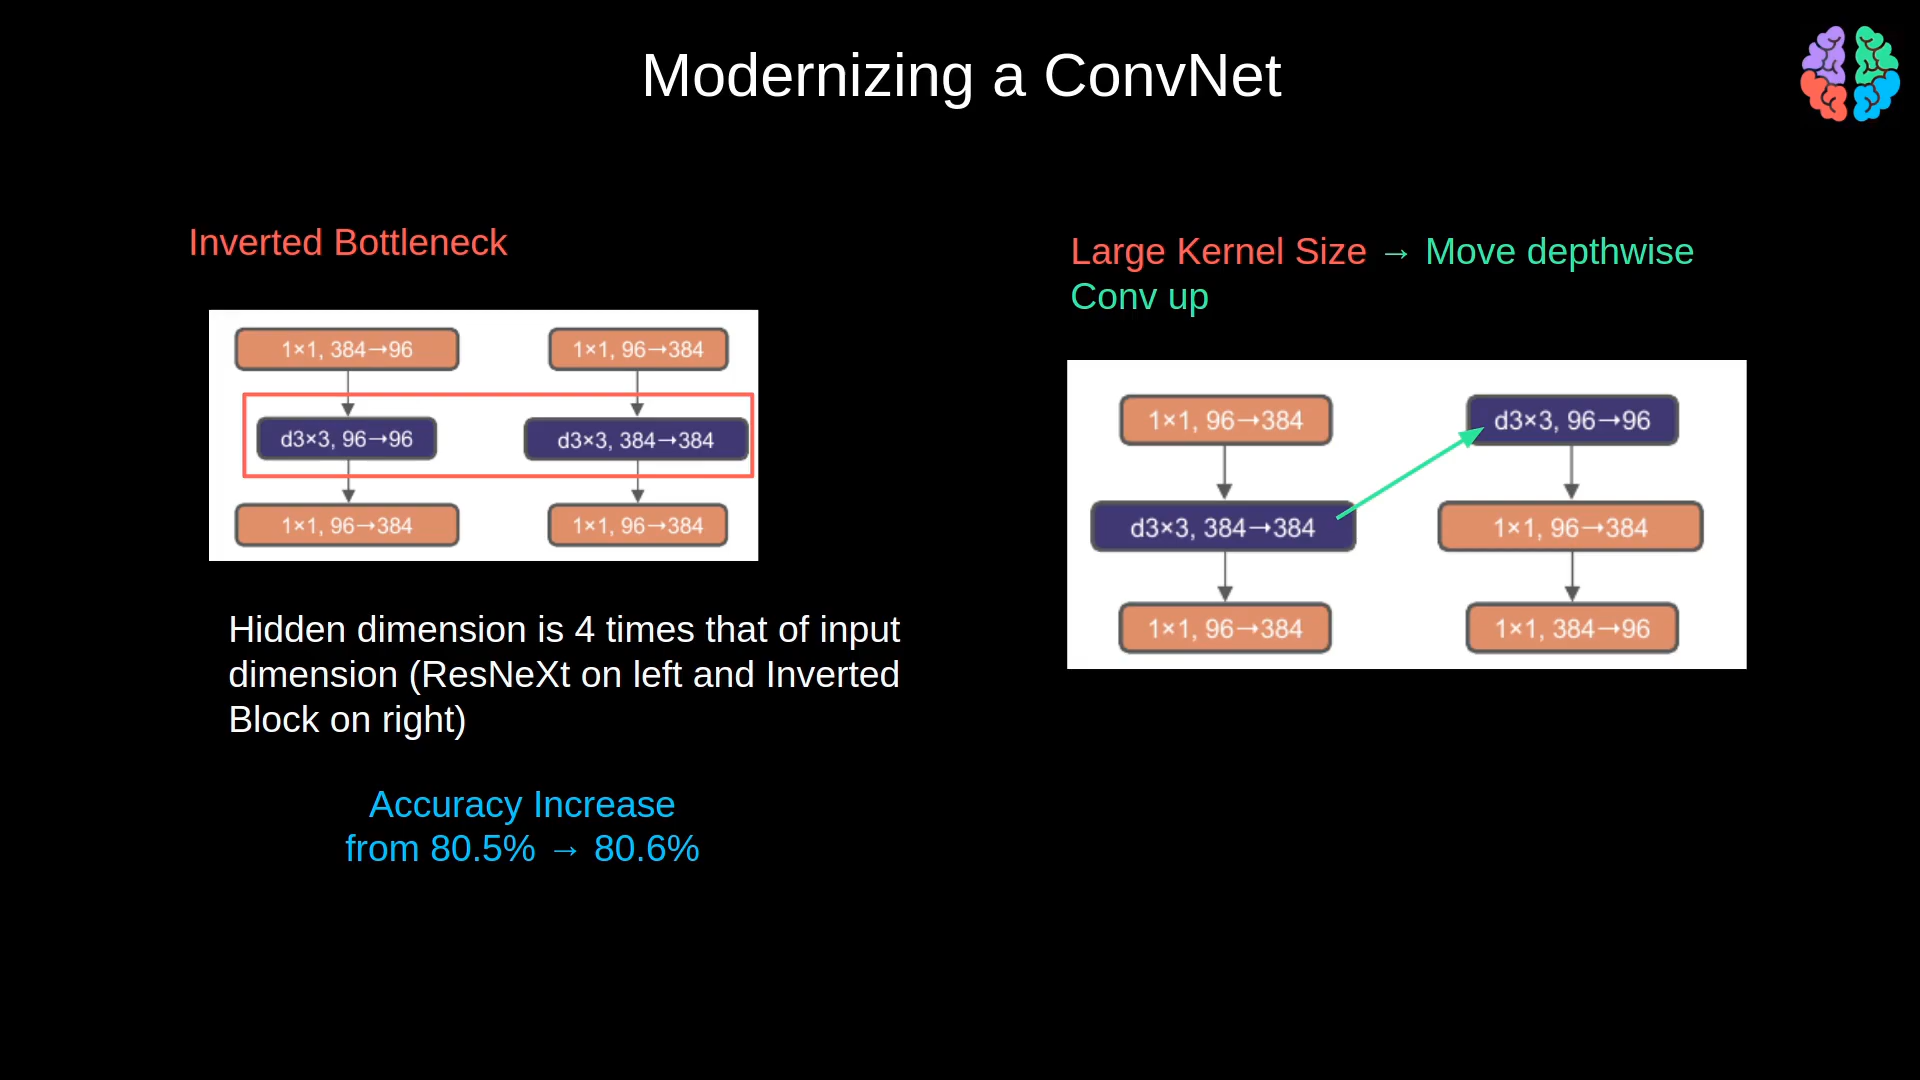 Modernizing a ConvNet
Inverted Bottleneck
1×1, 384→96
1×1, 96→384
d3×3, 96→96
d3×3, 384→384
1×1, 96→384
1×1, 96→384
Hidden dimension is 4 times that of input
dimension (ResNeXt on left and Inverted
Block on right)
Accuracy Increase
from 80.5% → 80.6%
Large Kernel Size → Move depthwise
Conv up
1×1, 96→384
d3×3, 96→96
d3×3, 384→384
1×1, 96→384
1×1, 96→384
1×1, 384→96